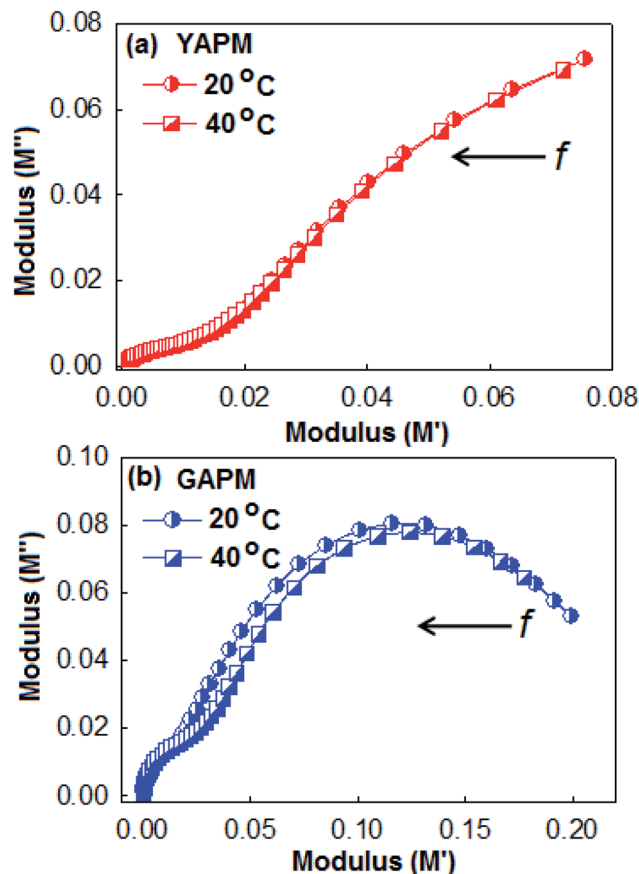 0.08
(a) YAPM
20 °C
40 °C
0.06
f
0.04
0.02
0.00
Modulus (M'')
0.00 0.02 0.04 0.06 0.08
Modulus (M')
0.10
(b) GAPM
20 °C
40 °C
0.08
0.06
f
0.04
0.02
0.00
Modulus (M'')
0.00 0.05 0.10 0.15 0.20
Modulus (M')